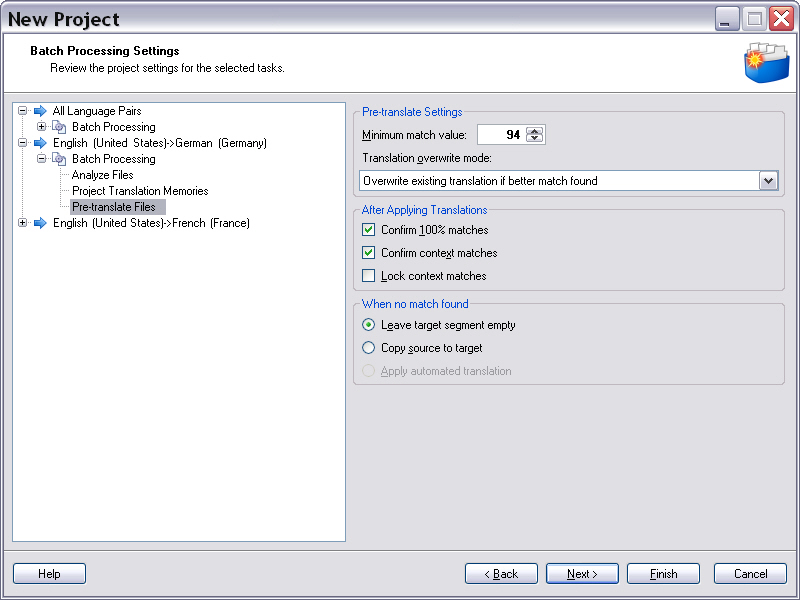 New Project
Batch Processing Settings
Review the project settings for the selected tasks.
All Language Pairs
Batch Processing
English (United States)->German (Germany)
Batch Processing
Analyze Files
Project Translation Memories
Pre-translate Files
English (United States)->French (France)
Pre-translate Settings
Minimum match value: 94
Translation overwrite mode:
Overwrite existing translation if better match found
After Applying Translations
Confirm 100% matches
Confirm context matches
Lock context matches
When no match found
Leave target segment empty
Copy source to target
Apply automated translation
Help < Back Next > Finish Cancel